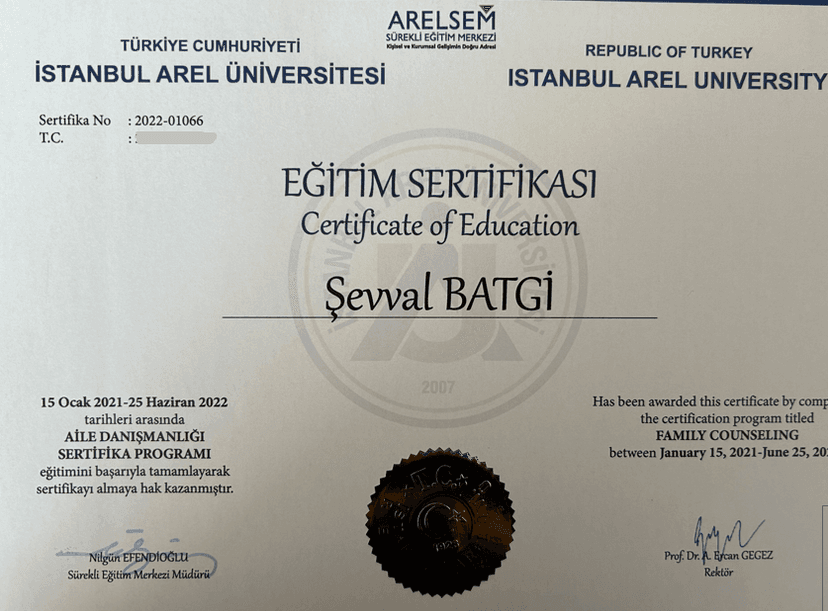 ARELSEM
SÜREKLİ EĞİTİM MERKEZİ
Kişisel ve Kurumsal Gelişimin Doğru Adresi
TÜRKİYE CUMHURİYETİ
İSTANBUL AREL ÜNİVERSİTESİ
REPUBLIC OF TURKEY
ISTANBUL AREL UNIVERSITY
Sertifika No : 2022-01066
T.C. :
EĞİTİM SERTİFİKASI
Certificate of Education
Şevval BATGİ
2007
15 Ocak 2021-25 Haziran 2022
tarihleri arasında
AİLE DANIŞMANLIĞI
SERTİFİKA PROGRAMI
eğitimini başarıyla tamamlayarak
sertifikayı almaya hak kazanmıştır.
Has been awarded this certificate by comp
the certification program titled
FAMILY COUNSELING
between January 15, 2021-June 25, 20
Nilgün EFENDİOĞLU
Sürekli Eğitim Merkezi Müdürü
Prof. Dr. A. Ercan GEGEZ
Rektör